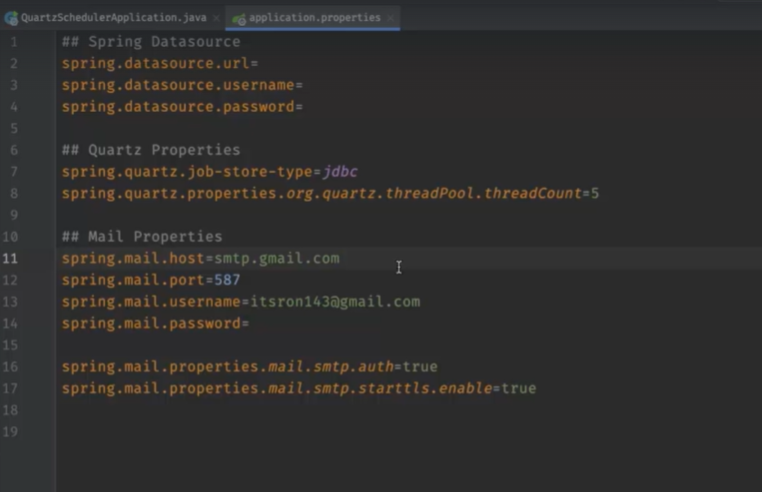 QuartzSchedulerApplication.java × application.properties ×
1 ## Spring Datasource
2 spring.datasource.url=
3 spring.datasource.username=
4 spring.datasource.password=
5
6 ## Quartz Properties
7 spring.quartz.job-store-type=jdbc
8 spring.quartz.properties.org.quartz.threadPool.threadCount=5
9
10 ## Mail Properties
11 spring.mail.host=smtp.gmail.com
12 spring.mail.port=587
13 spring.mail.username=itsron143@gmail.com
14 spring.mail.password=
15
16 spring.mail.properties.mail.smtp.auth=true
17 spring.mail.properties.mail.smtp.starttls.enable=true
18
19